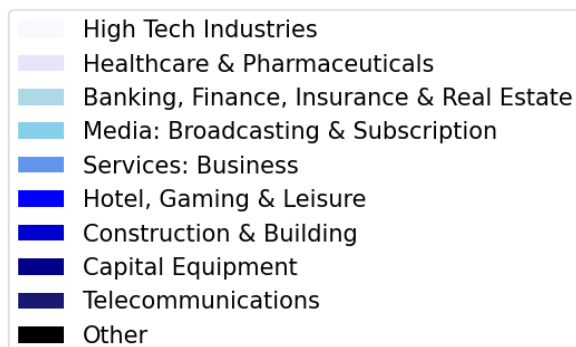 High Tech Industries
Healthcare & Pharmaceuticals
Banking, Finance, Insurance & Real Estate
Media: Broadcasting & Subscription
Services: Business
Hotel, Gaming & Leisure
Construction & Building
Capital Equipment
Telecommunications
Other